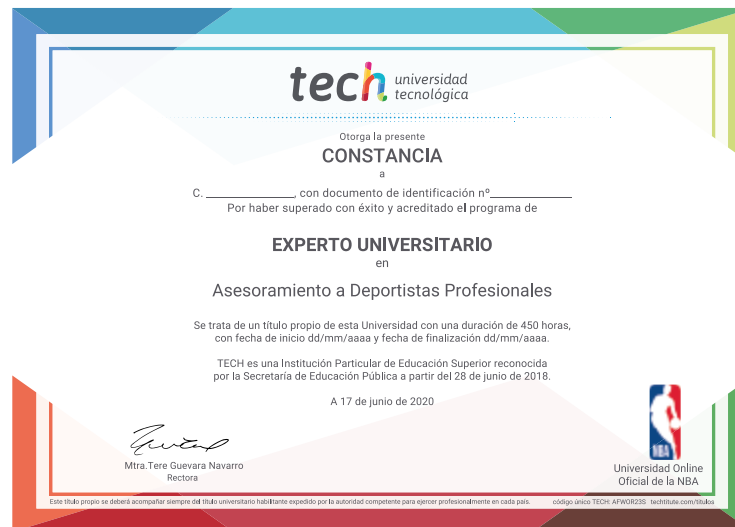 tech universidad
tecnológica
Otorga la presente
CONSTANCIA
a
C. ________________, con documento de identificación nº______________
Por haber superado con éxito y acreditado el programa de
EXPERTO UNIVERSITARIO
en
Asesoramiento a Deportistas Profesionales
Se trata de un título propio de esta Universidad con una duración de 450 horas,
con fecha de inicio dd/mm/aaaa y fecha de finalización dd/mm/aaaa.
TECH es una Institución Particular de Educación Superior reconocida
por la Secretaría de Educación Pública a partir del 28 de junio de 2018.
A 17 de junio de 2020
Mtra.Tere Guevara Navarro
Rectora
NBA
Universidad Online
Oficial de la NBA
Este título propio se deberá acompañar siempre del título universitario habilitante expedido por la autoridad competente para ejercer profesionalmente en cada país. código único TECH: AFWOR23S techtitute.com/titulos